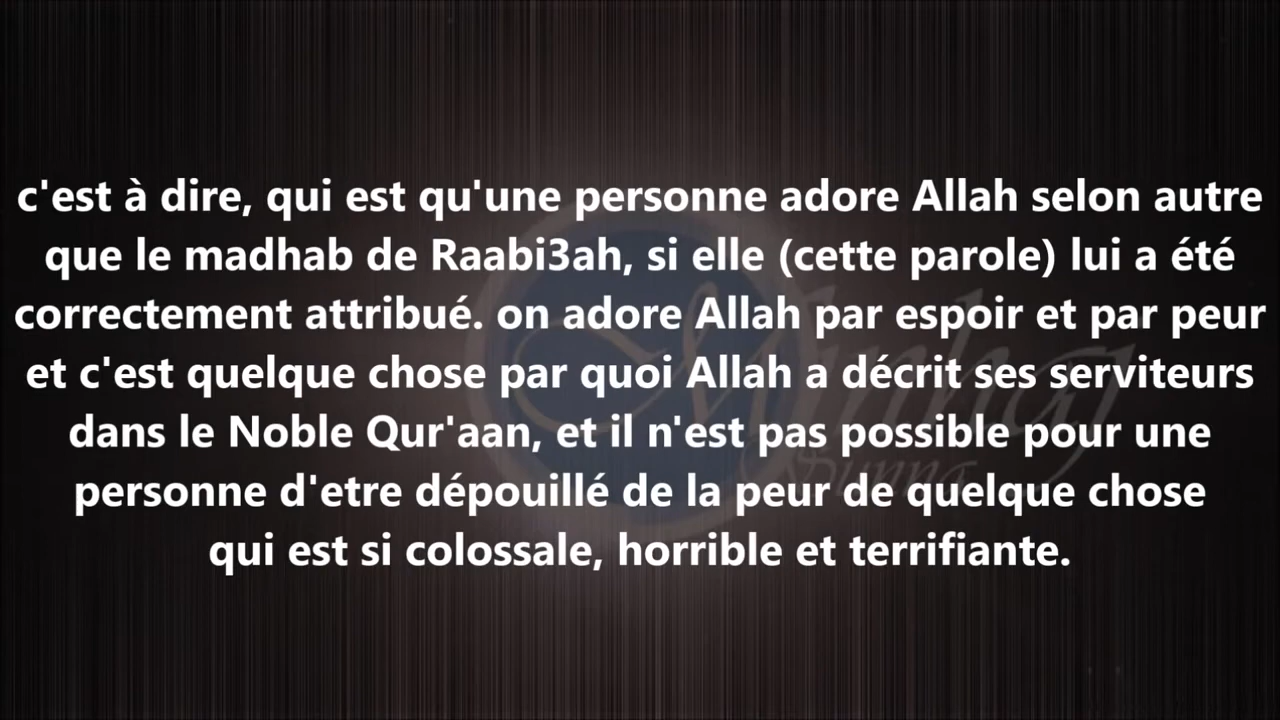 c'est à dire, qui est qu'une personne adore Allah selon autre
que le madhab de Raabi3ah, si elle (cette parole) lui a été
correctement attribué. on adore Allah par espoir et par peur
et c'est quelque chose par quoi Allah a décrit ses serviteurs
dans le Noble Qur'aan, et il n'est pas possible pour une
personne d'etre dépouillé de la peur de quelque chose
qui est si colossale, horrible et terrifiante.
Minhaj
Sunna